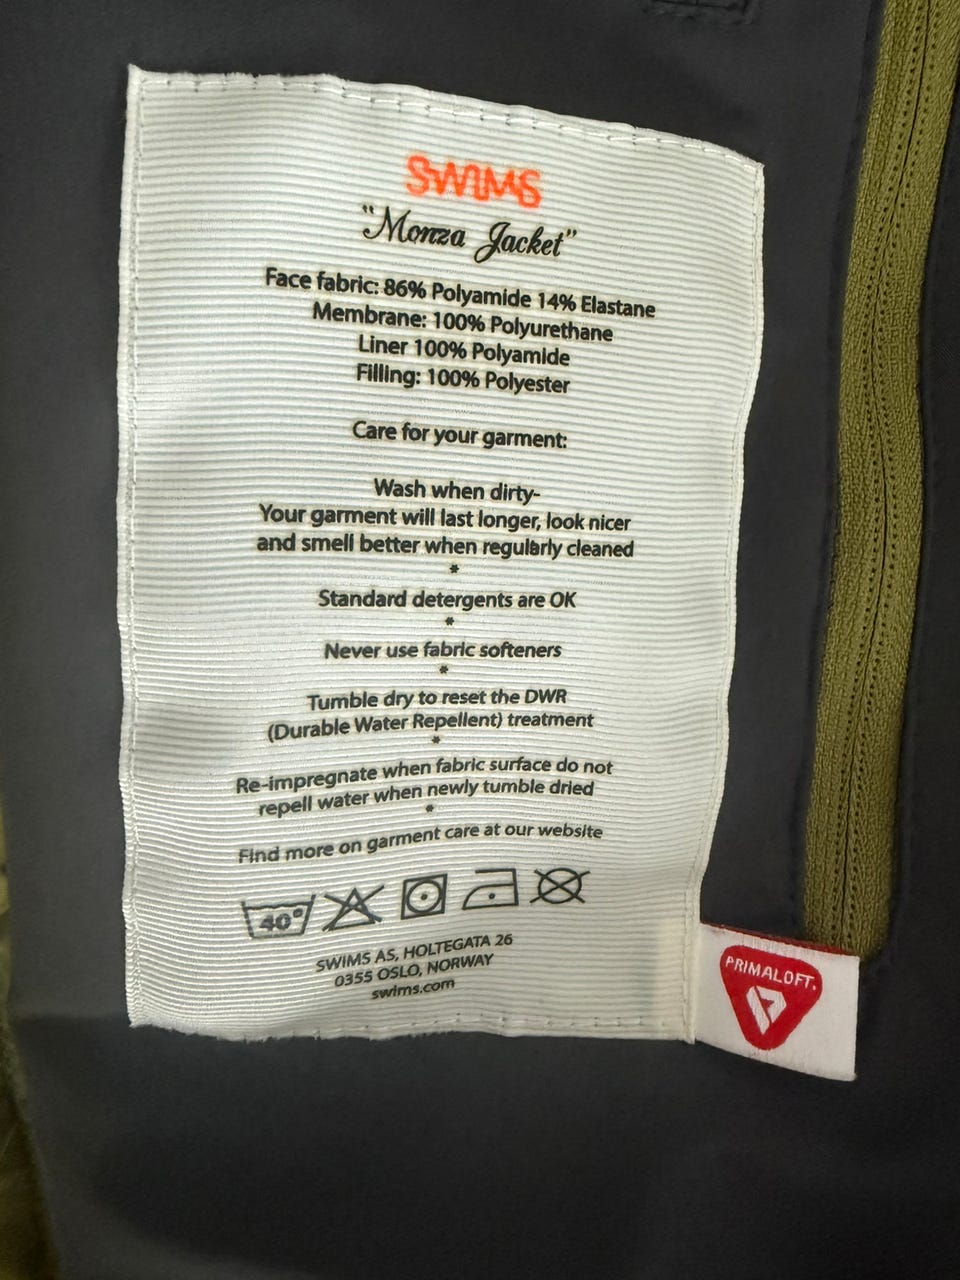 SWIMS
"Monza Jacket"
Face fabric: 86% Polyamide 14% Elastane
Membrane: 100% Polyurethane
Liner 100% Polyamide
Filling: 100% Polyester
Care for your garment:
Wash when dirty-
Your garment will last longer, look nicer
and smell better when regularly cleaned
*
Standard detergents are OK
*
Never use fabric softeners
*
Tumble dry to reset the DWR
(Durable Water Repellent) treatment
*
Re-impregnate when fabric surface do not
repell water when newly tumble dried
*
Find more on garment care at our website
40°
SWIMS AS, HOLTEGATA 26
0355 OSLO, NORWAY
swims.com
PRIMALOFT.